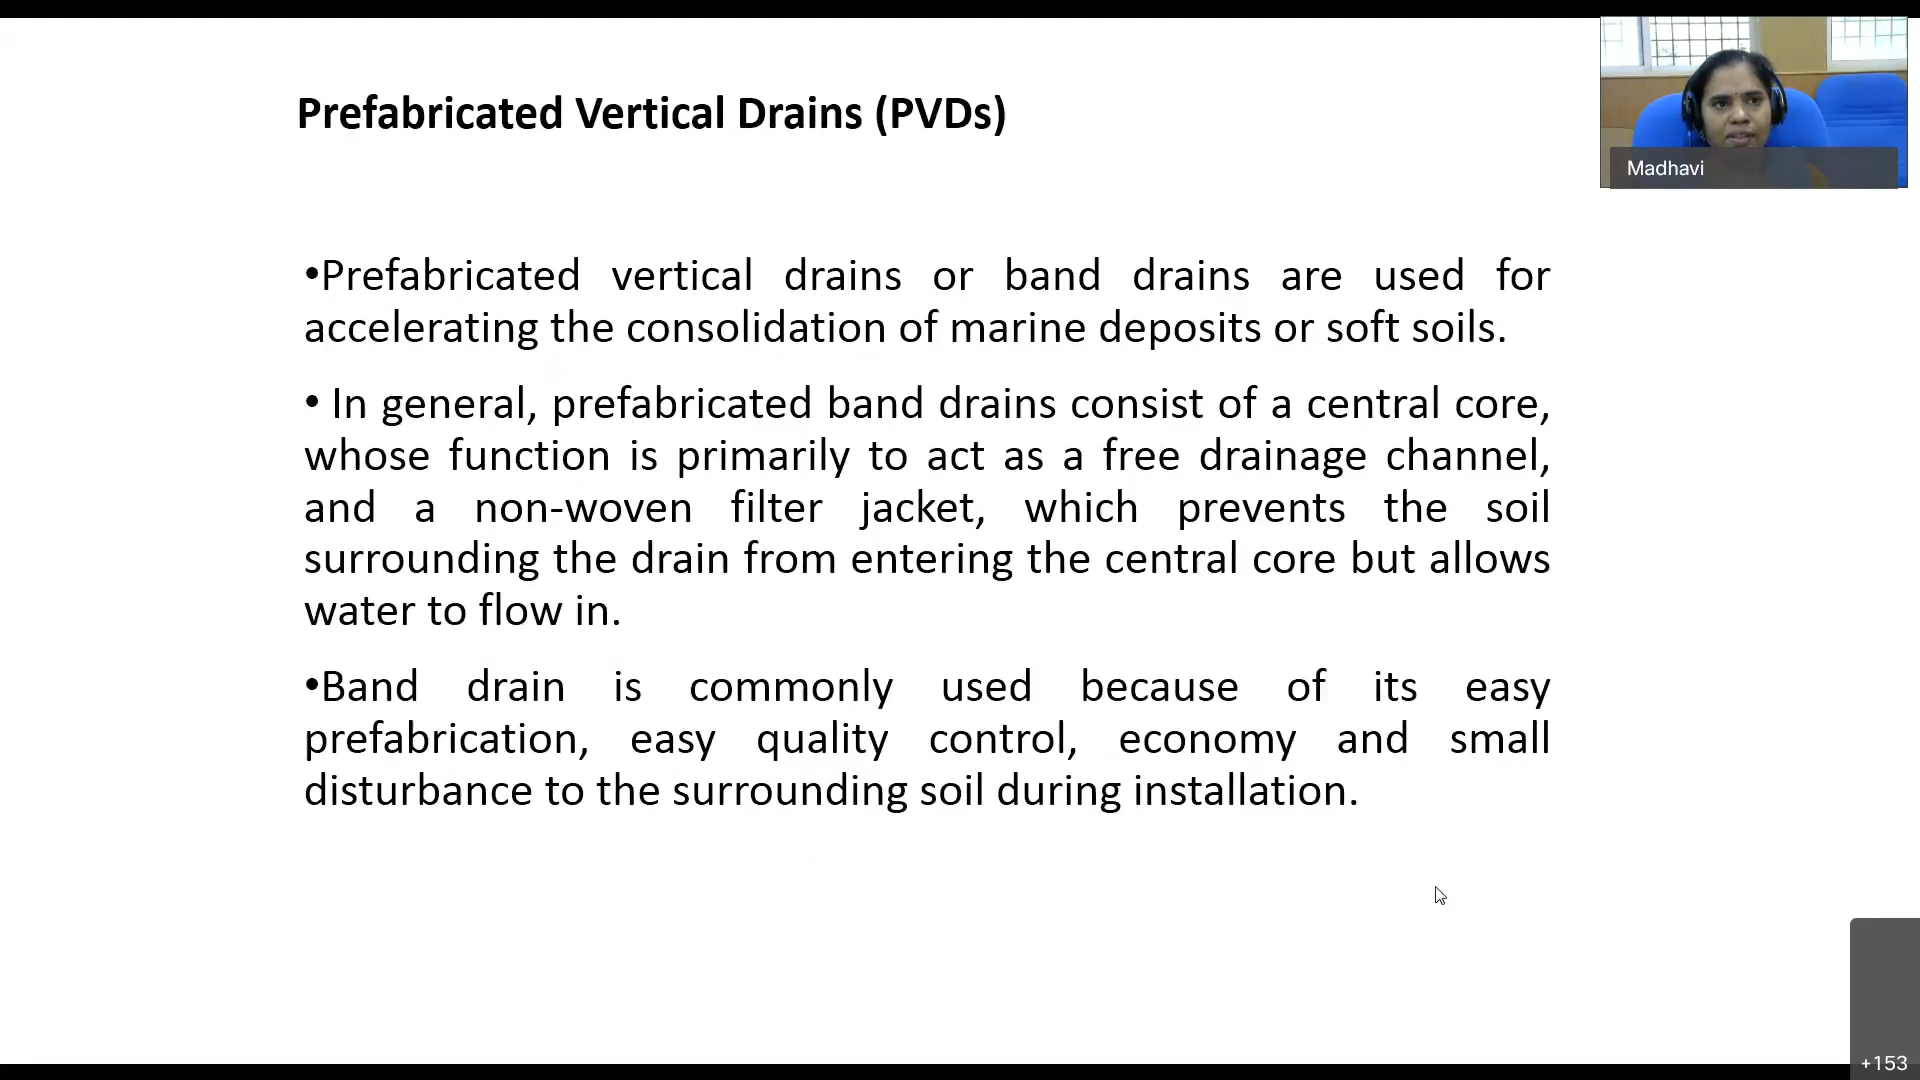 Prefabricated Vertical Drains (PVDs)
Madhavi
•Prefabricated vertical drains or band drains are used for
accelerating the consolidation of marine deposits or soft soils.
• In general, prefabricated band drains consist of a central core,
whose function is primarily to act as a free drainage channel,
and a non-woven filter jacket, which prevents the soil
surrounding the drain from entering the central core but allows
water to flow in.
•Band drain is commonly used because of its easy
prefabrication, easy quality control, economy and small
disturbance to the surrounding soil during installation.
+153